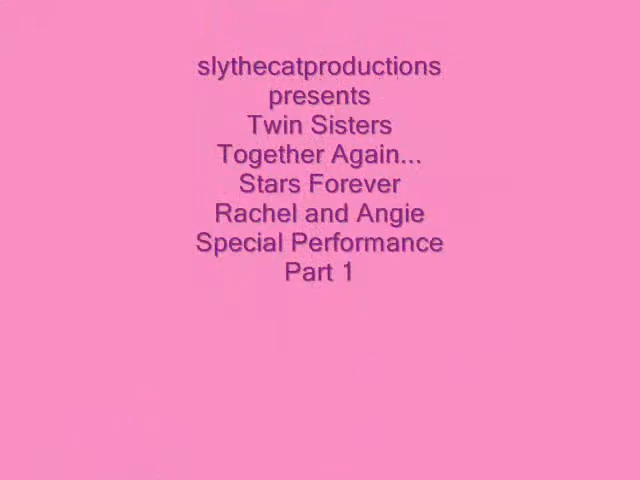 slythecatproductions
presents
Twin Sisters
Together Again...
Stars Forever
Rachel and Angie
Special Performance
Part 1